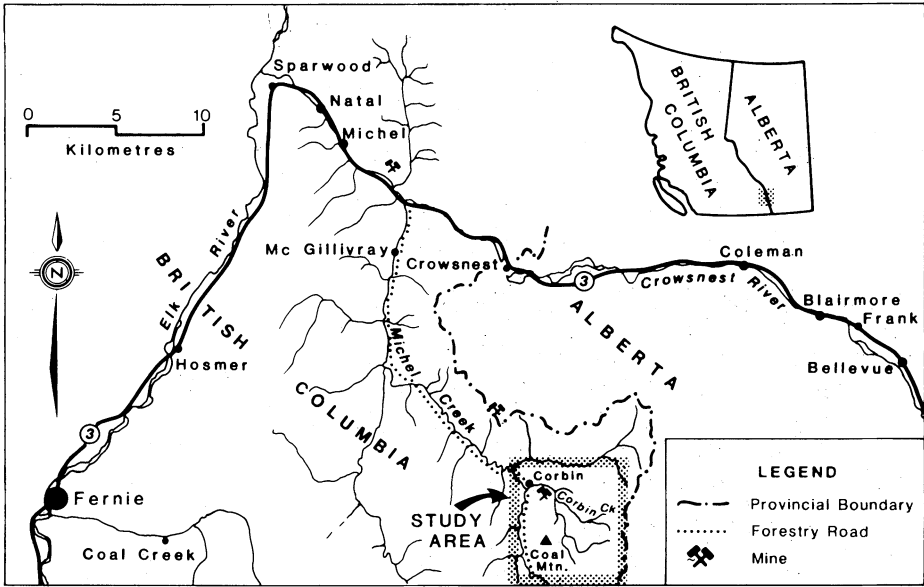 Sparwood
0 5 10
Kilometres
Natal
Michel
BRITISH
COLUMBIA
ALBERTA
N
Elk River
BRITISH
COLUMBIA
Mc Gillivray
Crowsnest
3
Crowsnest River
Coleman
Blairmore
Frank
Bellevue
ALBERTA
Hosmer
Michel Creek
3
Fernie
Coal Creek
STUDY
AREA
Corbin
Corbin Ck
Coal
Mtn.
LEGEND
Provincial Boundary
Forestry Road
Mine